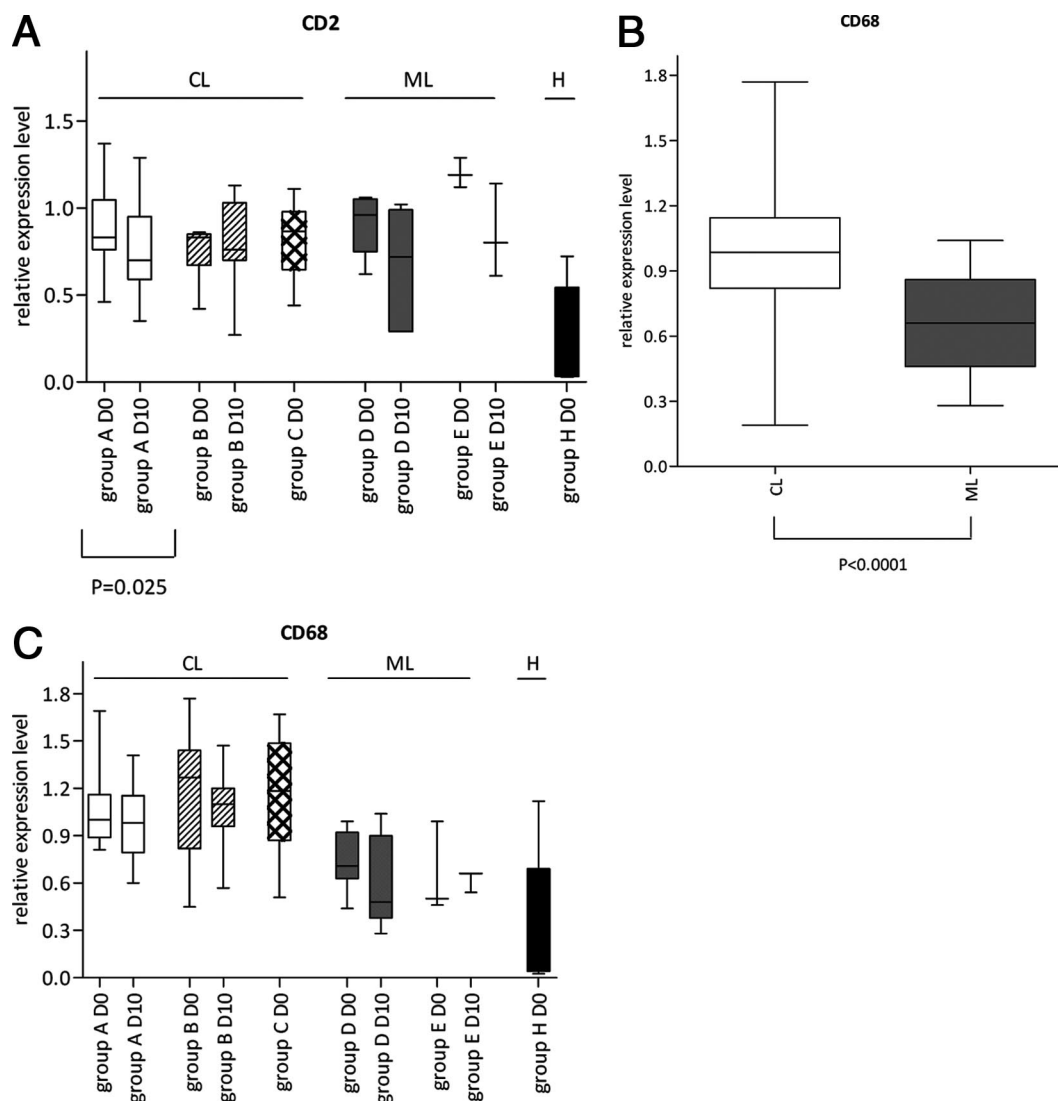 A
CD2
CL
ML
H
relative expression level
1.5
1.0
0.5
0.0
group A D0
group A D10
group B D0
group B D10
group C D0
group D D0
group D D10
group E D0
group E D10
group H D0
P=0.025
B
CD68
relative expression level
1.8
1.5
1.2
0.9
0.6
0.3
0.0
CL
ML
P<0.0001
C
CD68
CL
ML
H
relative expression level
1.8
1.5
1.2
0.9
0.6
0.3
0.0
group A D0
group A D10
group B D0
group B D10
group C D0
group D D0
group D D10
group E D0
group E D10
group H D0